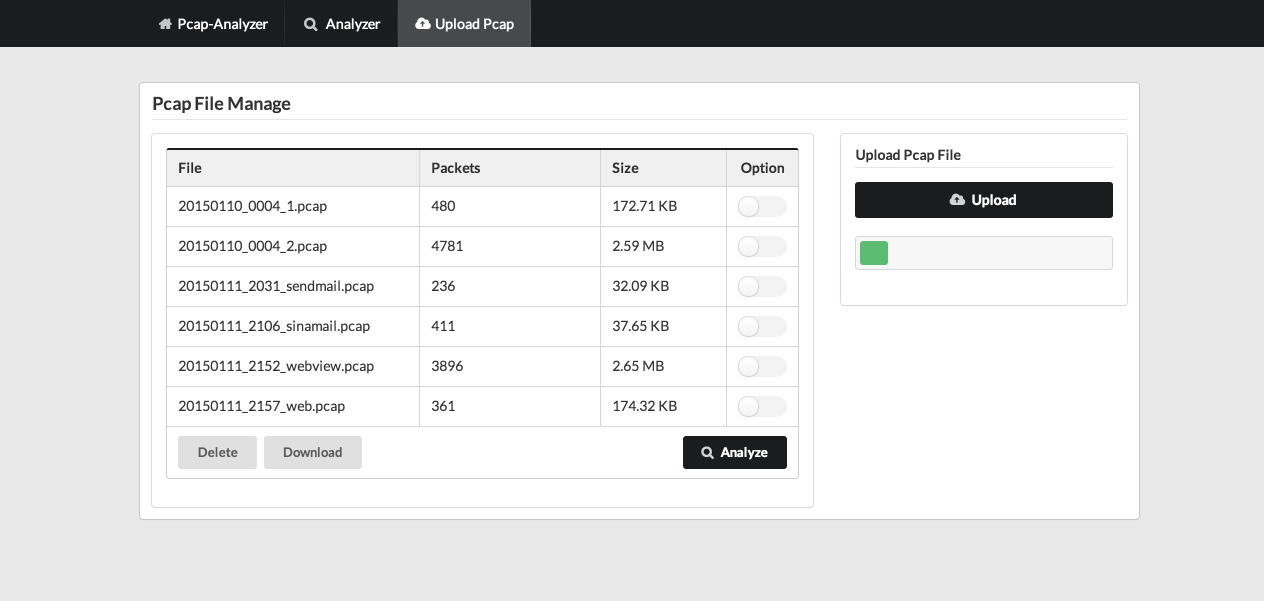 Pcap-Analyzer Analyzer Upload Pcap
Pcap File Manage
File Packets Size Option
20150110_0004_1.pcap 480 172.71 KB
20150110_0004_2.pcap 4781 2.59 MB
20150111_2031_sendmail.pcap 236 32.09 KB
20150111_2106_sinamail.pcap 411 37.65 KB
20150111_2152_webview.pcap 3896 2.65 MB
20150111_2157_web.pcap 361 174.32 KB
Delete Download Analyze
Upload Pcap File
Upload